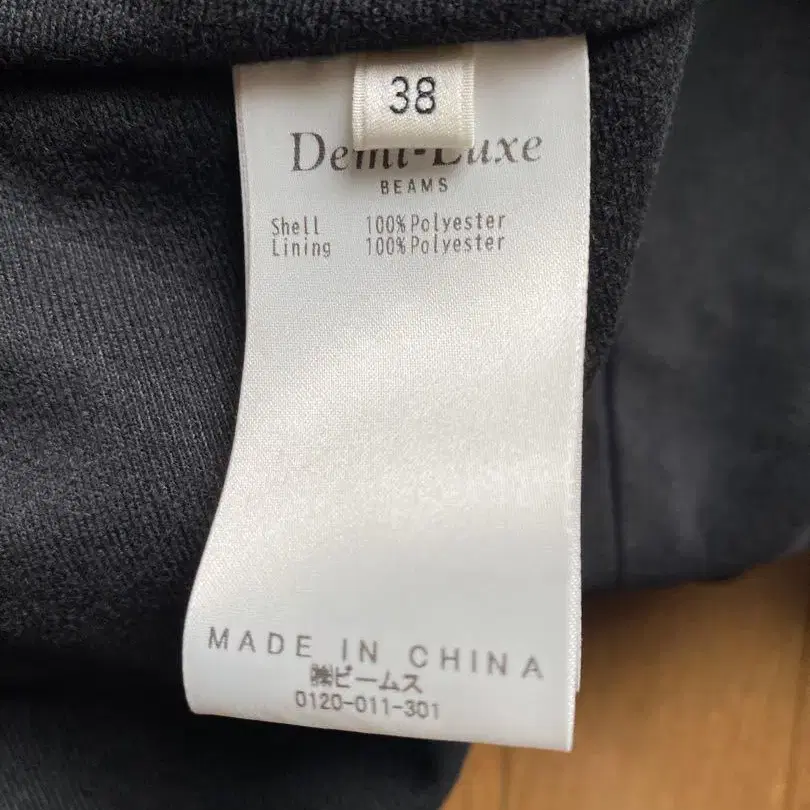 38
Demi-Luxe
BEAMS
Shell 100%Polyester
Lining 100%Polyester
MADE IN CHINA
㈱ビームス
0120-011-301